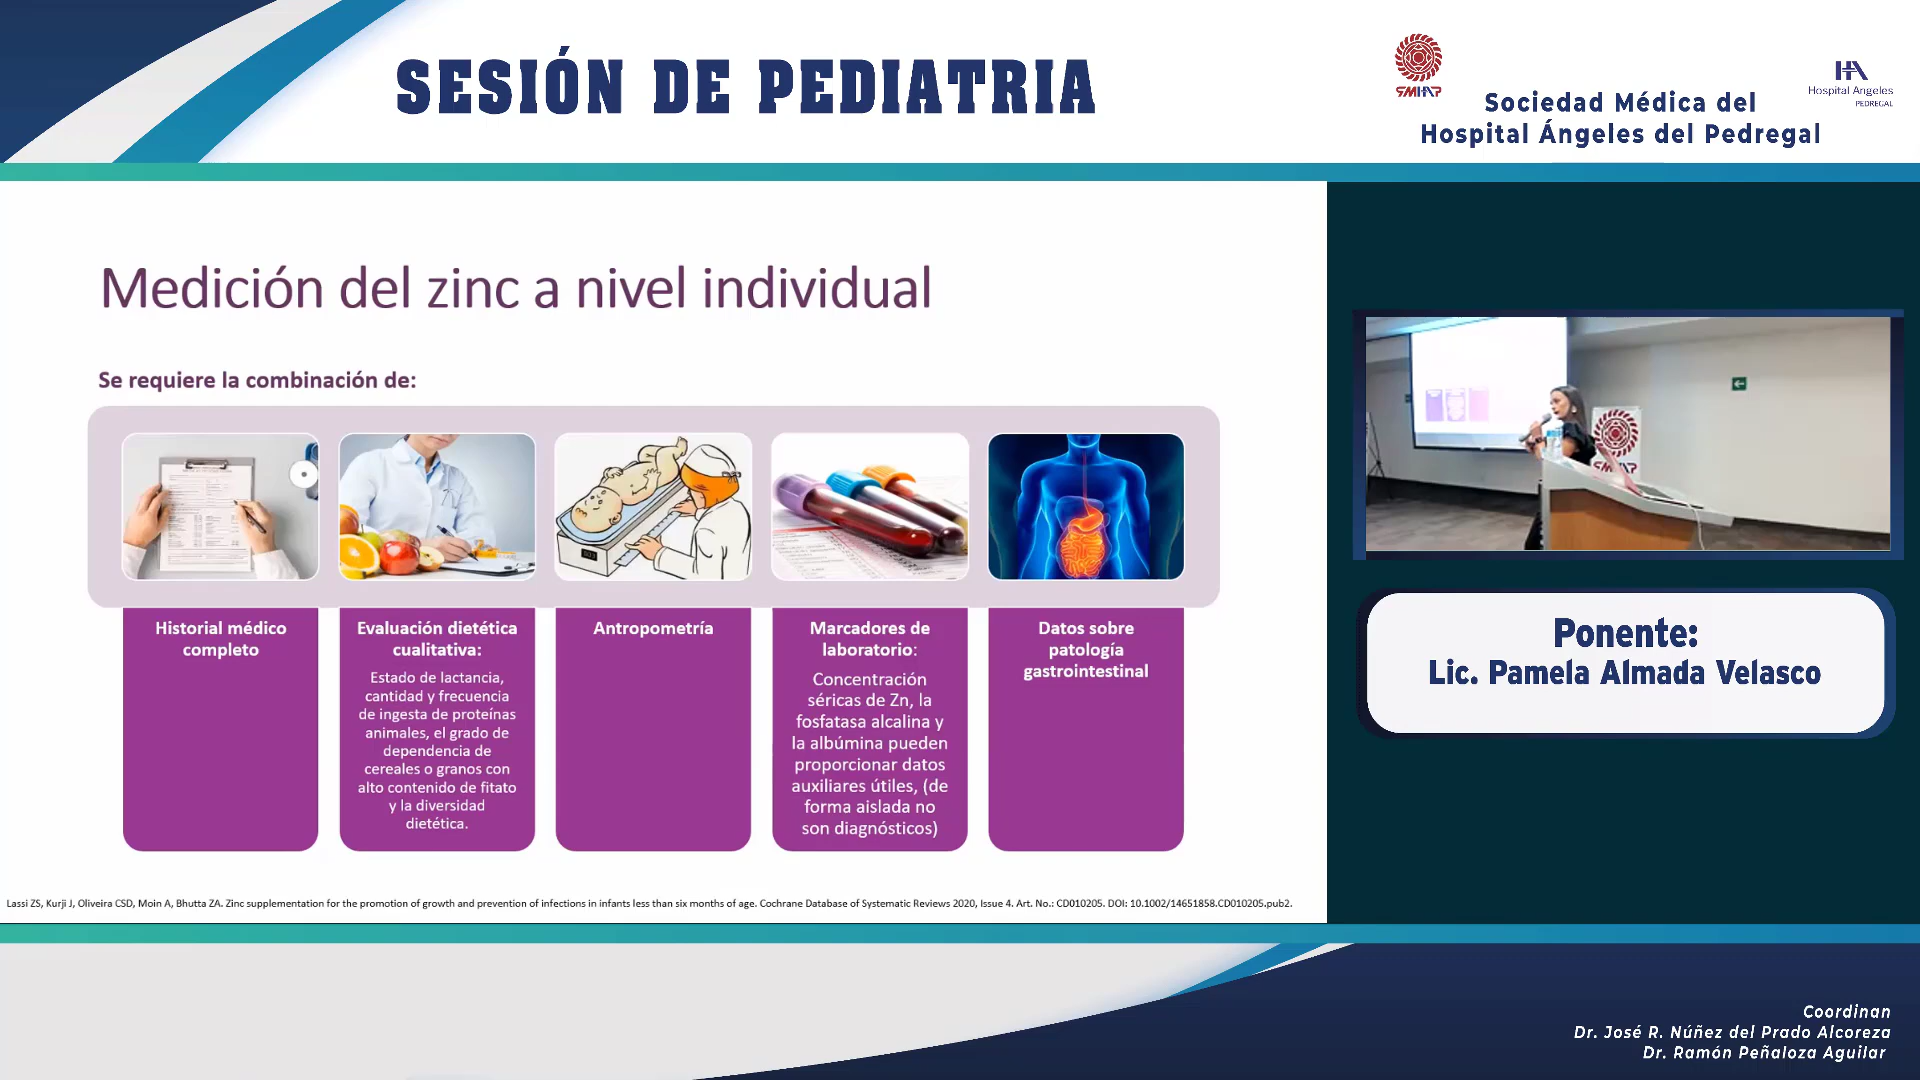 SESIÓN DE PEDIATRIA
SMHAP
Sociedad Médica del
Hospital Ángeles del Pedregal
HA
Hospital Angeles
PEDREGAL
Medición del zinc a nivel individual
Se requiere la combinación de:
Historial médico
completo
Evaluación dietética
cualitativa:
Estado de lactancia,
cantidad y frecuencia
de ingesta de proteínas
animales, el grado de
dependencia de
cereales o granos con
alto contenido de fitato
y la diversidad
dietética.
Antropometría
Marcadores de
laboratorio:
Concentración
séricas de Zn, la
fosfatasa alcalina y
la albúmina pueden
proporcionar datos
auxiliares útiles, (de
forma aislada no
son diagnósticos)
Datos sobre
patología
gastrointestinal
Lassi ZS, Kurji J, Oliveira CSD, Moin A, Bhutta ZA. Zinc supplementation for the promotion of growth and prevention of infections in infants less than six months of age. Cochrane Database of Systematic Reviews 2020, Issue 4. Art. No.: CD010205. DOI: 10.1002/14651858.CD010205.pub2.
SMHAP
Ponente:
Lic. Pamela Almada Velasco
Coordinan
Dr. José R. Núñez del Prado Alcoreza
Dr. Ramón Peñaloza Aguilar